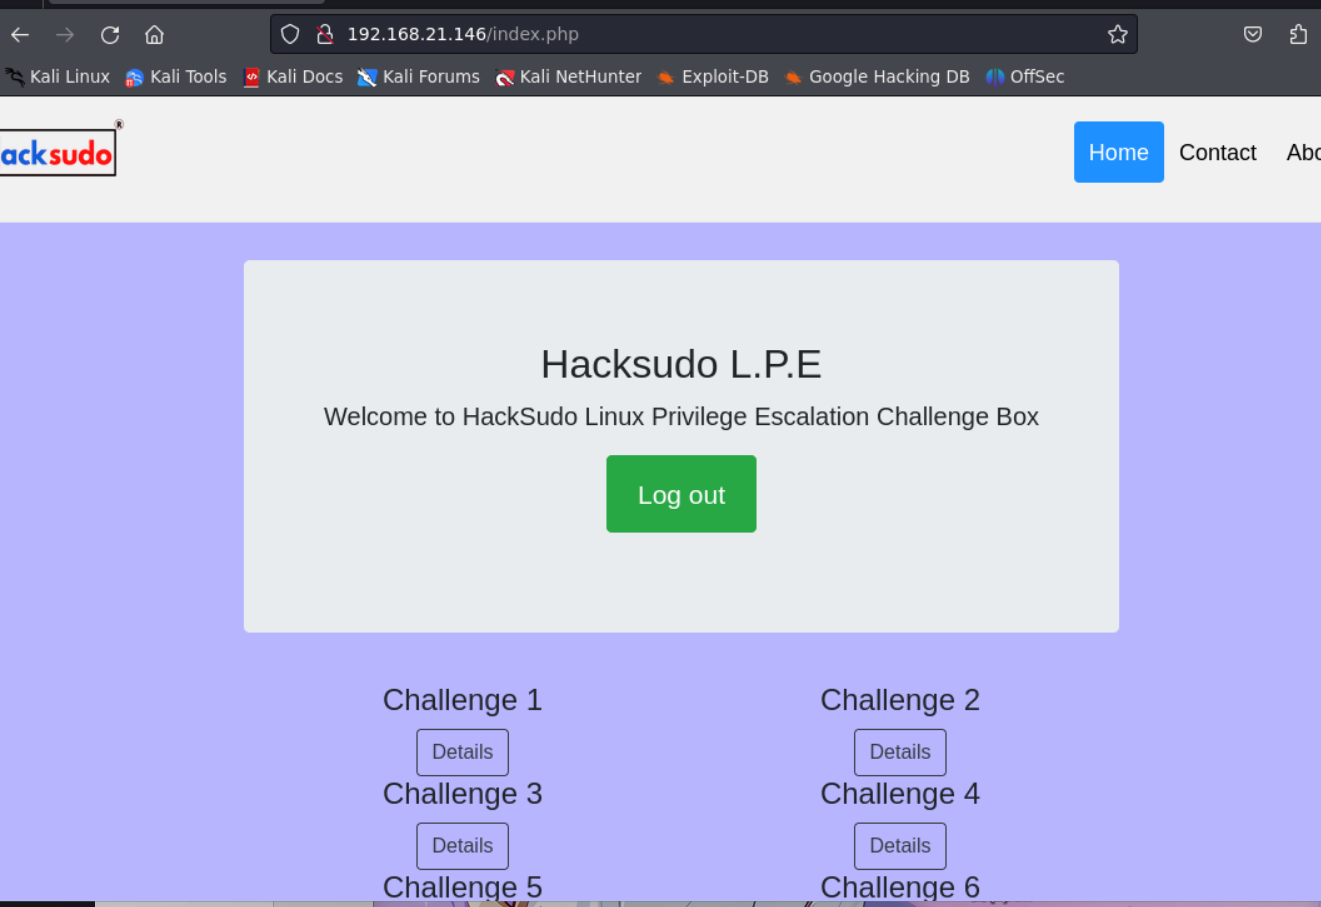 192.168.21.146/index.php
Kali Linux Kali Tools Kali Docs Kali Forums Kali NetHunter Exploit-DB Google Hacking DB OffSec
acksudo ®
Home Contact Abo
Hacksudo L.P.E
Welcome to HackSudo Linux Privilege Escalation Challenge Box
Log out
Challenge 1 Challenge 2
Details Details
Challenge 3 Challenge 4
Details Details
Challenge 5 Challenge 6